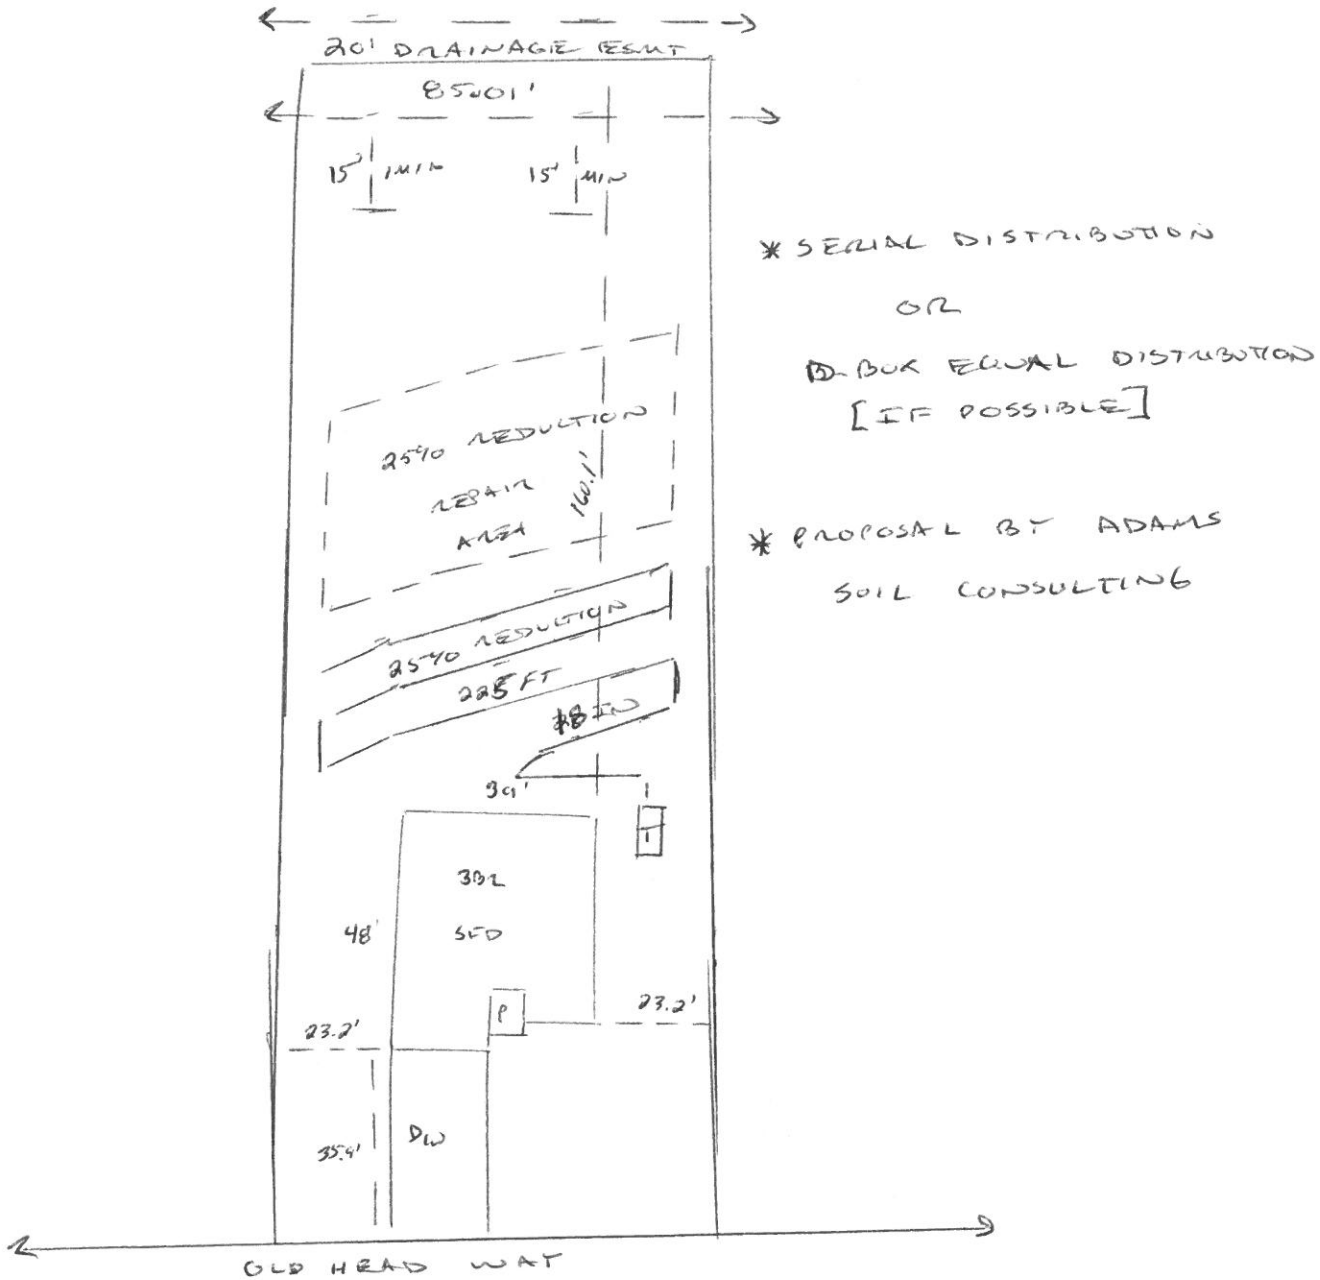 20' DRAINAGE ESMT
85.01'
15' MIN
15' MIN
* SERIAL DISTRIBUTION
OR
D-BOX EQUAL DISTRIBUTION
[IF POSSIBLE]
25% REDUCTION
REPAIR
AREA
160.1'
* PROPOSAL BY ADAMS
SOIL CONSULTING
25% REDUCTION
225 FT
18 IN
39'
3BR
48'
SFD
P
23.2'
23.2'
DW
OLD HEAD WAY